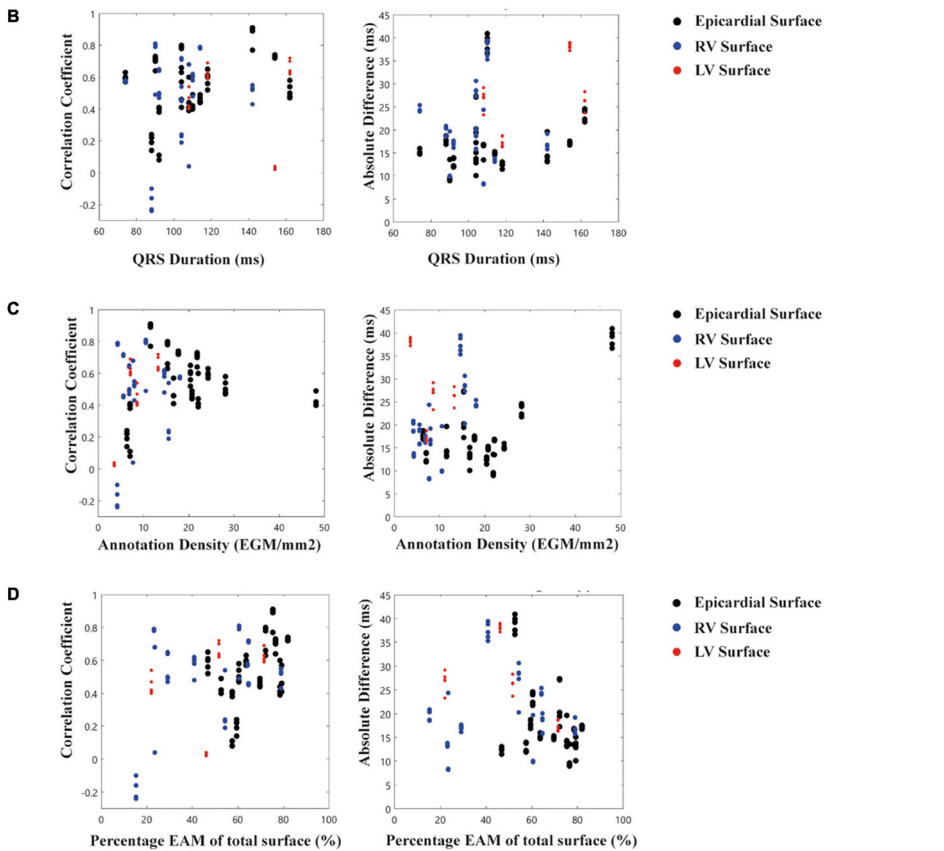 B
Correlation Coefficient
1
0.8
0.6
0.4
0.2
0
-0.2
60 80 100 120 140 160 180
QRS Duration (ms)
Absolute Difference (ms)
45
40
35
30
25
20
15
10
5
0
60 80 100 120 140 160 180
QRS Duration (ms)
Epicardial Surface
RV Surface
LV Surface
C
Correlation Coefficient
1
0.8
0.6
0.4
0.2
0
-0.2
0 10 20 30 40 50
Annotation Density (EGM/mm2)
Absolute Difference (ms)
45
40
35
30
25
20
15
10
5
0
0 10 20 30 40 50
Annotation Density (EGM/mm2)
Epicardial Surface
RV Surface
LV Surface
D
Correlation Coefficient
1
0.8
0.6
0.4
0.2
0
-0.2
0 20 40 60 80 100
Percentage EAM of total surface (%)
Absolute Difference (ms)
45
40
35
30
25
20
15
10
5
0
0 20 40 60 80 100
Percentage EAM of total surface (%)
Epicardial Surface
RV Surface
LV Surface